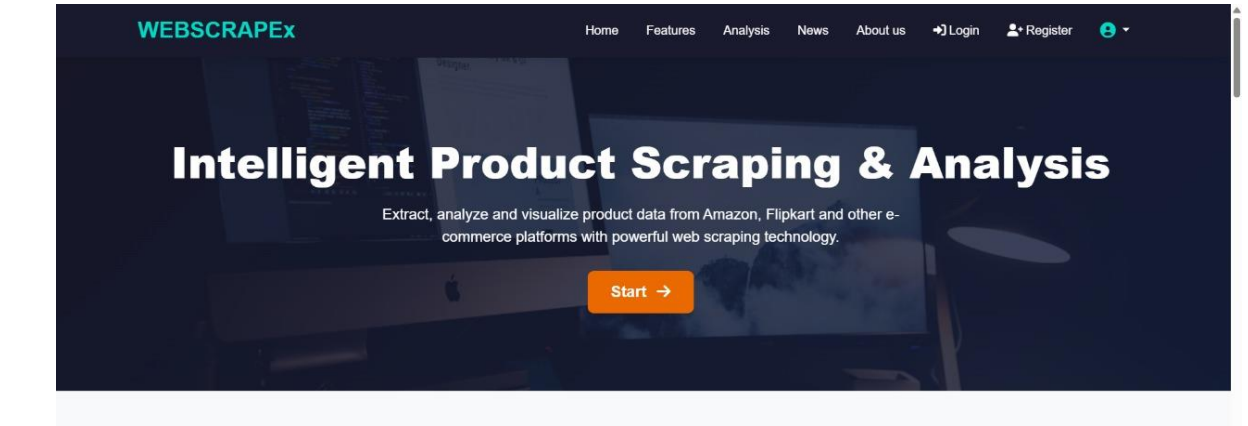 WEBSCRAPEx
Home Features Analysis News About us Login Register
Designer
Intelligent Product Scraping & Analysis
Extract, analyze and visualize product data from Amazon, Flipkart and other e-
commerce platforms with powerful web scraping technology.
Start →